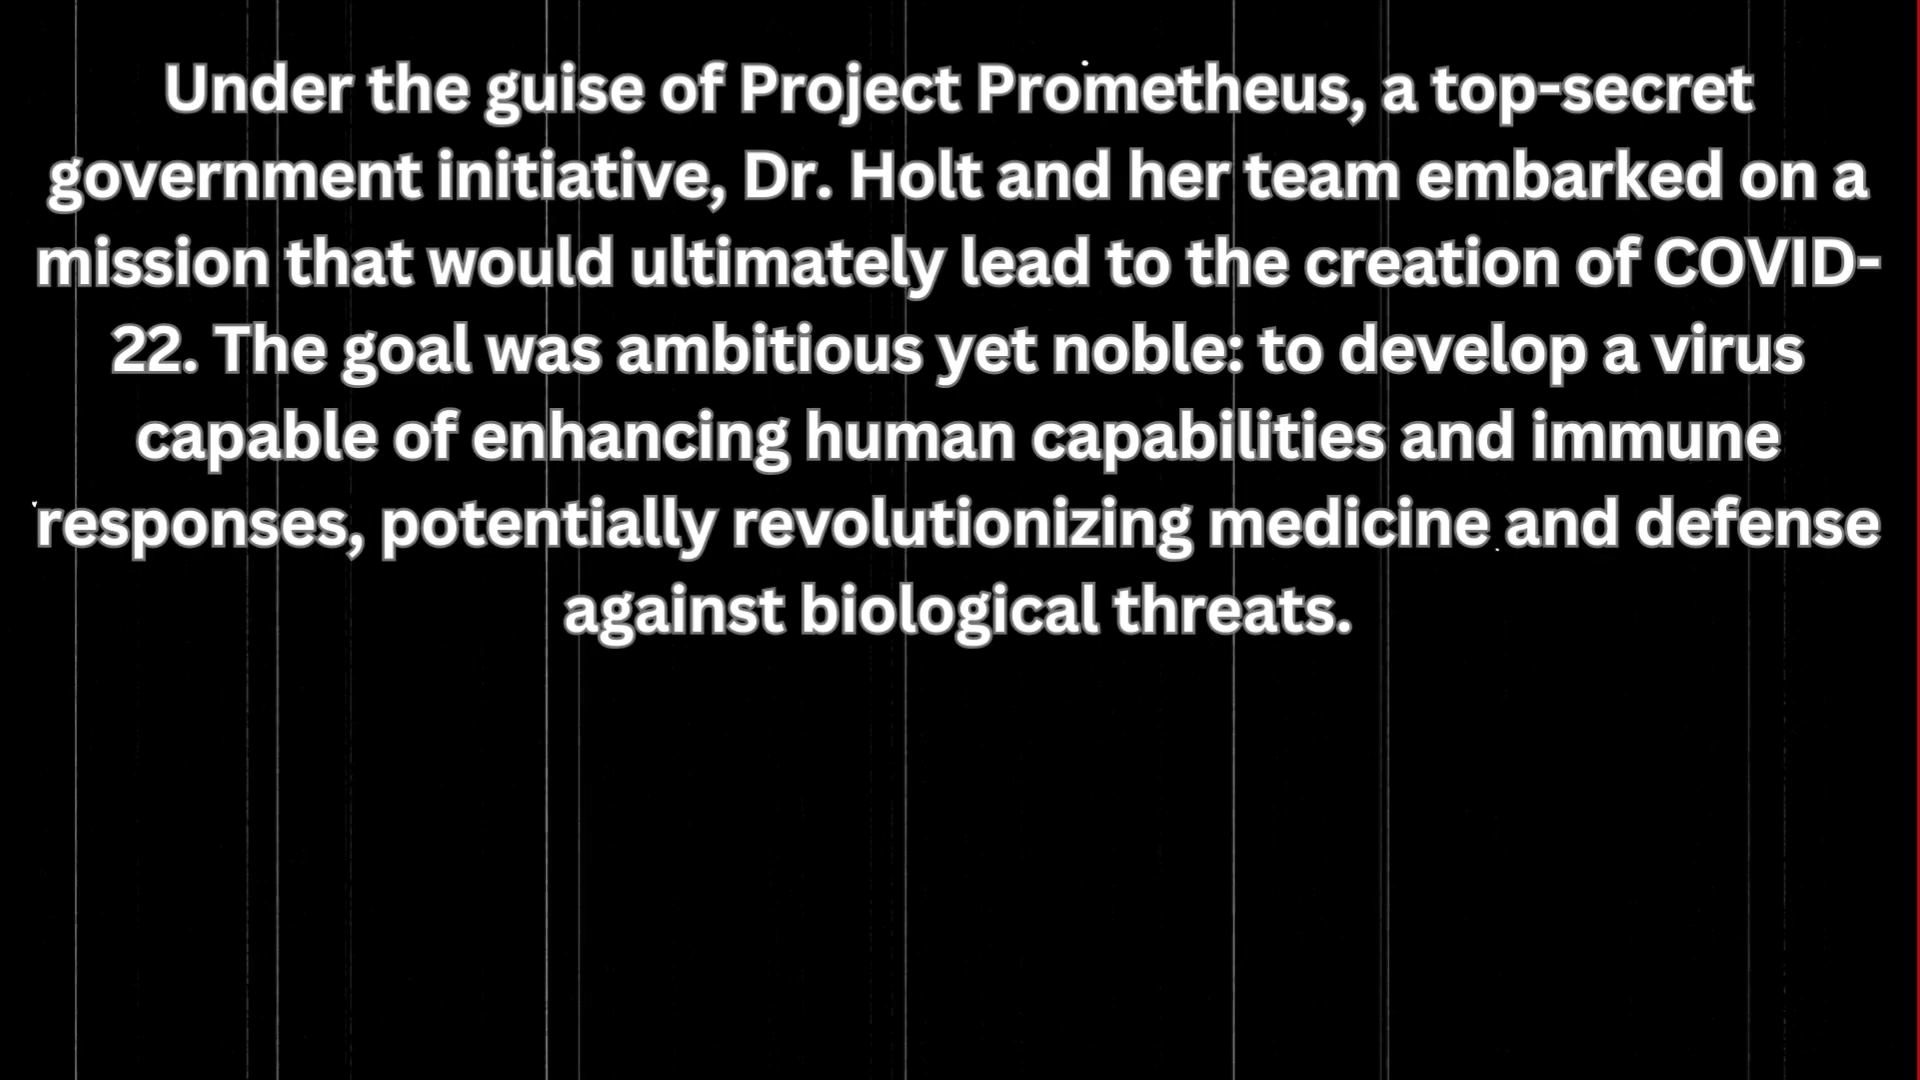 Under the guise of Project Prometheus, a top-secret
government initiative, Dr. Holt and her team embarked on a
mission that would ultimately lead to the creation of COVID-
22. The goal was ambitious yet noble: to develop a virus
capable of enhancing human capabilities and immune
responses, potentially revolutionizing medicine and defense
against biological threats.